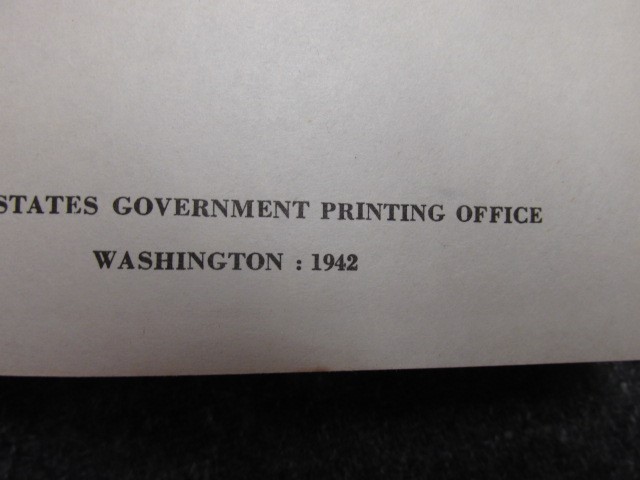 STATES GOVERNMENT PRINTING OFFICE
WASHINGTON : 1942